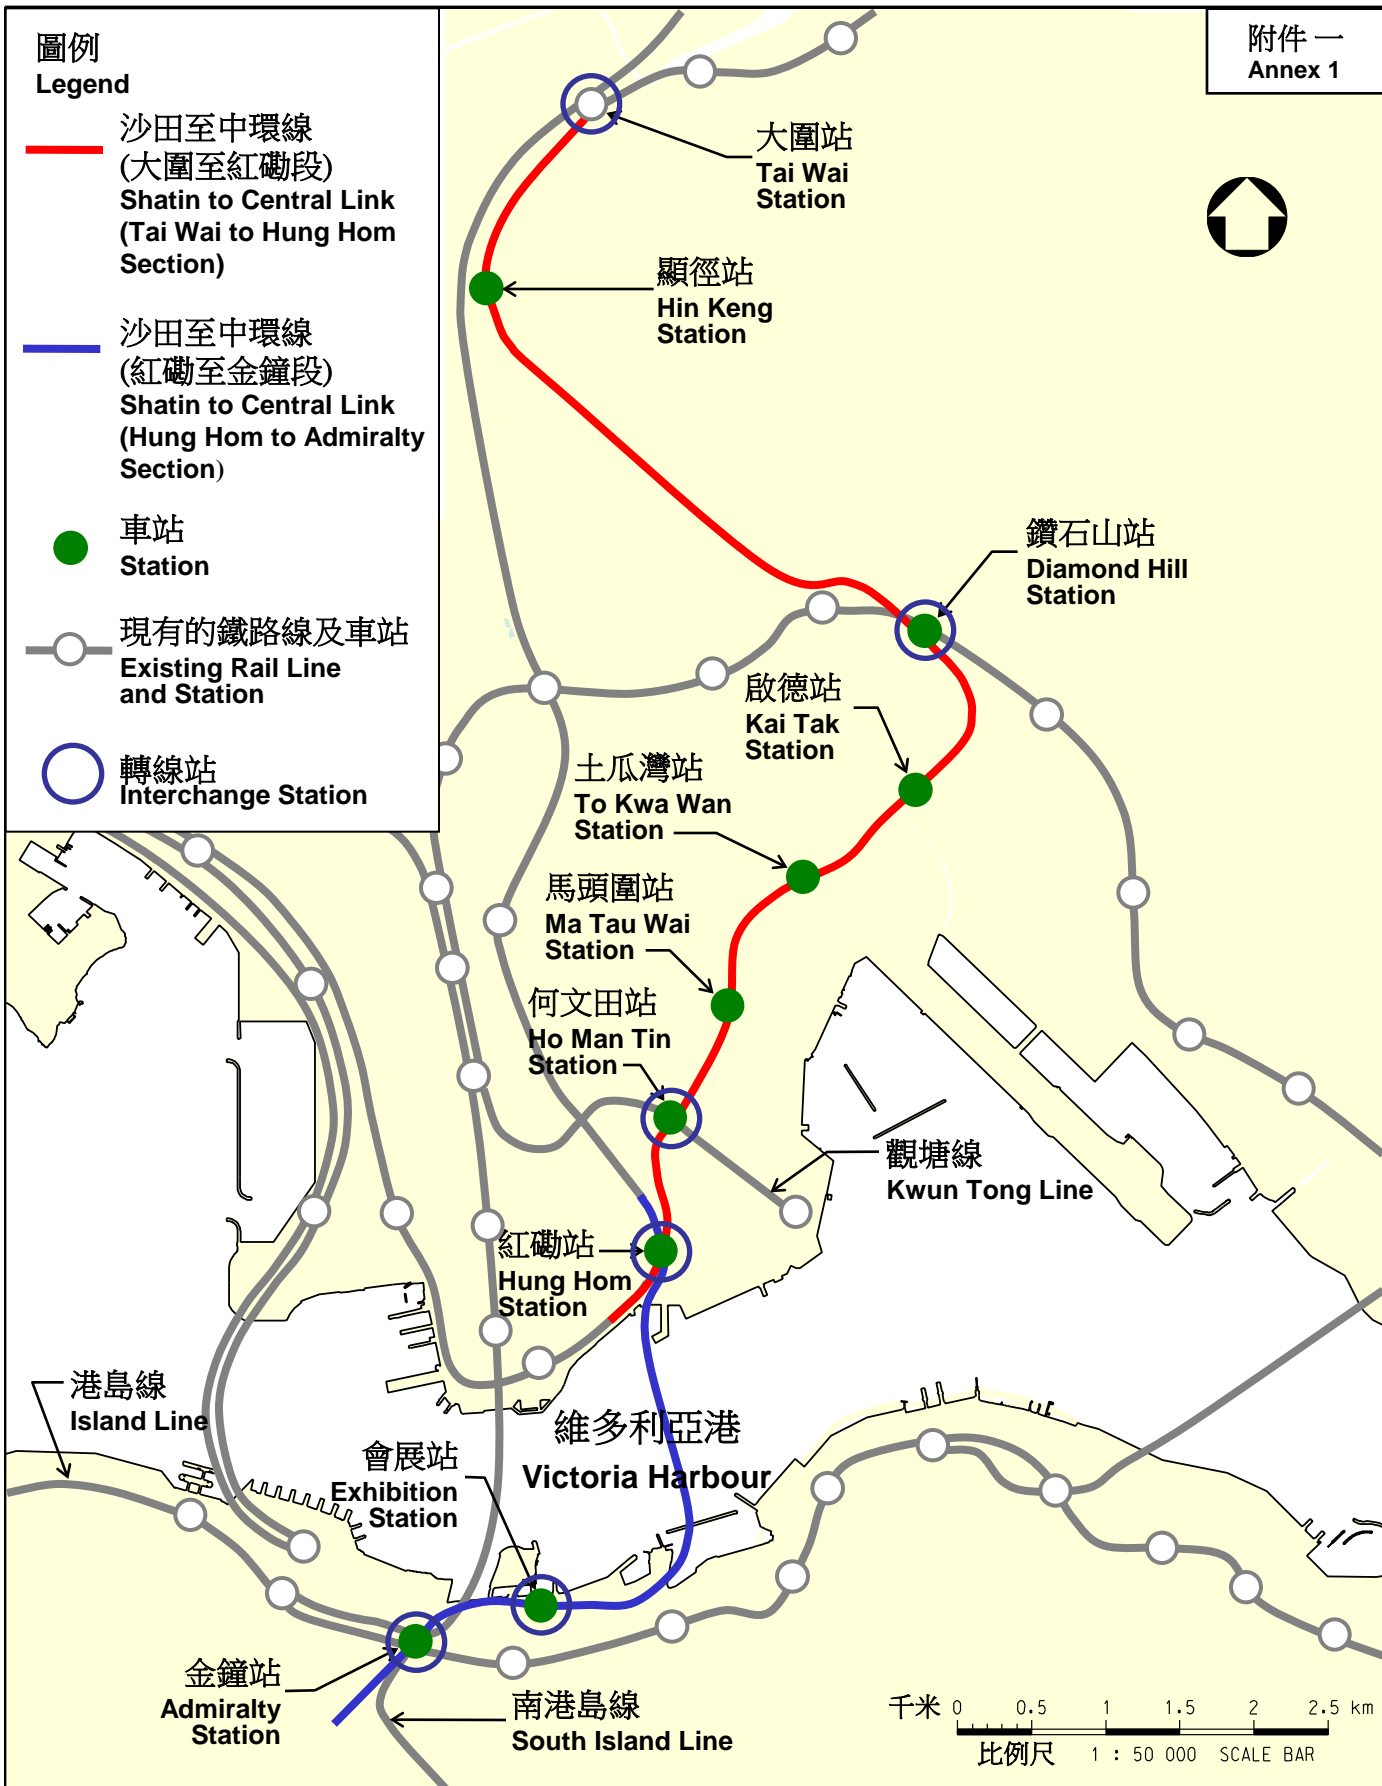 圖例
Legend
沙田至中環線
(大圍至紅磡段)
Shatin to Central Link
(Tai Wai to Hung Hom
Section)
沙田至中環線
(紅磡至金鐘段)
Shatin to Central Link
(Hung Hom to Admiralty
Section)
車站
Station
現有的鐵路線及車站
Existing Rail Line
and Station
轉線站
Interchange Station
附件一
Annex 1
大圍站
Tai Wai
Station
顯徑站
Hin Keng
Station
鑽石山站
Diamond Hill
Station
啟德站
Kai Tak
Station
土瓜灣站
To Kwa Wan
Station
馬頭圍站
Ma Tau Wai
Station
何文田站
Ho Man Tin
Station
觀塘線
Kwun Tong Line
紅磡站
Hung Hom
Station
港島線
Island Line
維多利亞港
Victoria Harbour
會展站
Exhibition
Station
金鐘站
Admiralty
Station
南港島線
South Island Line
千米 0 0.5 1 1.5 2 2.5 km
比例尺 1 : 50 000 SCALE BAR